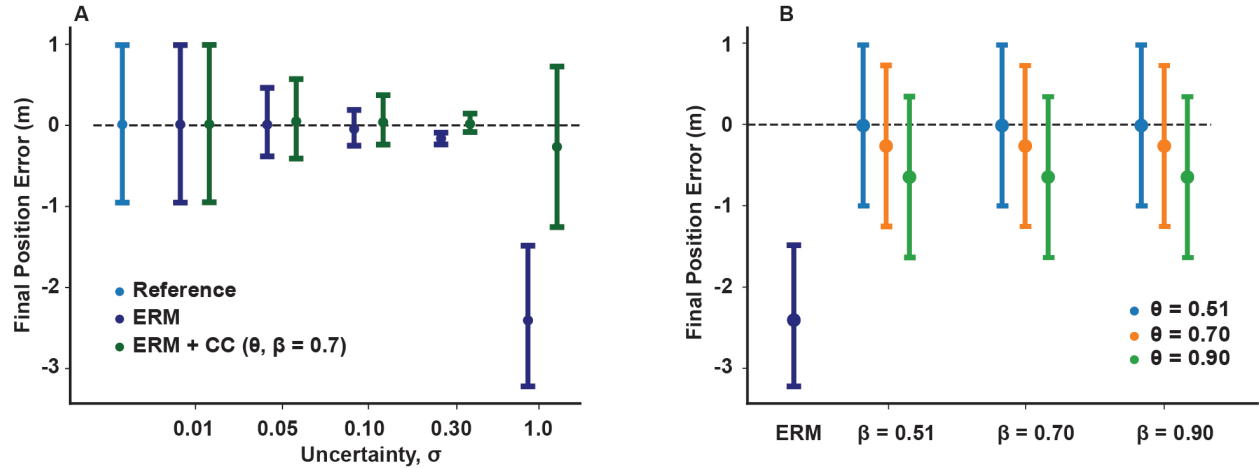 A
Final Position Error (m)
1
0
-1
-2
-3
Reference
ERM
ERM + CC (θ, β = 0.7)
0.01 0.05 0.10 0.30 1.0
Uncertainty, σ
B
Final Position Error (m)
1
0
-1
-2
-3
θ = 0.51
θ = 0.70
θ = 0.90
ERM β = 0.51 β = 0.70 β = 0.90